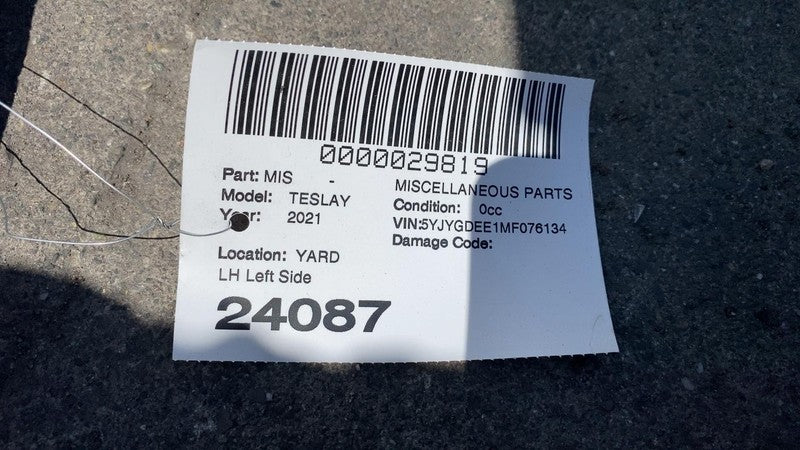 0000029819
Part: MIS - MISCELLANEOUS PARTS
Model: TESLAY Condition: 0cc
Year: 2021 VIN:5YJYGDEE1MF076134
Damage Code:
Location: YARD
LH Left Side
24087